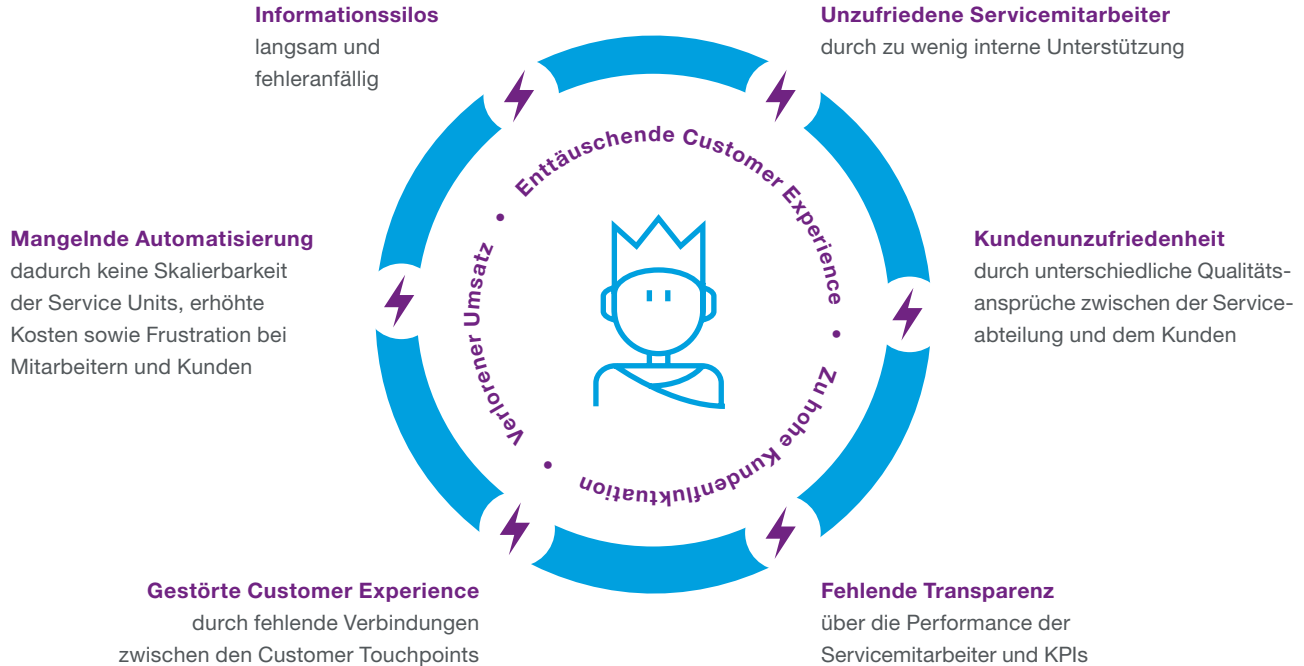 Informationssilos
langsam und
fehleranfällig
Unzufriedene Servicemitarbeiter
durch zu wenig interne Unterstützung
Enttäuschende Customer Experience • Zu hohe Kundenfluktuation • Verlorener Umsatz •
Mangelnde Automatisierung
dadurch keine Skalierbarkeit
der Service Units, erhöhte
Kosten sowie Frustration bei
Mitarbeitern und Kunden
Kundenunzufriedenheit
durch unterschiedliche Qualitäts-
ansprüche zwischen der Service-
abteilung und dem Kunden
Gestörte Customer Experience
durch fehlende Verbindungen
zwischen den Customer Touchpoints
Fehlende Transparenz
über die Performance der
Servicemitarbeiter und KPIs